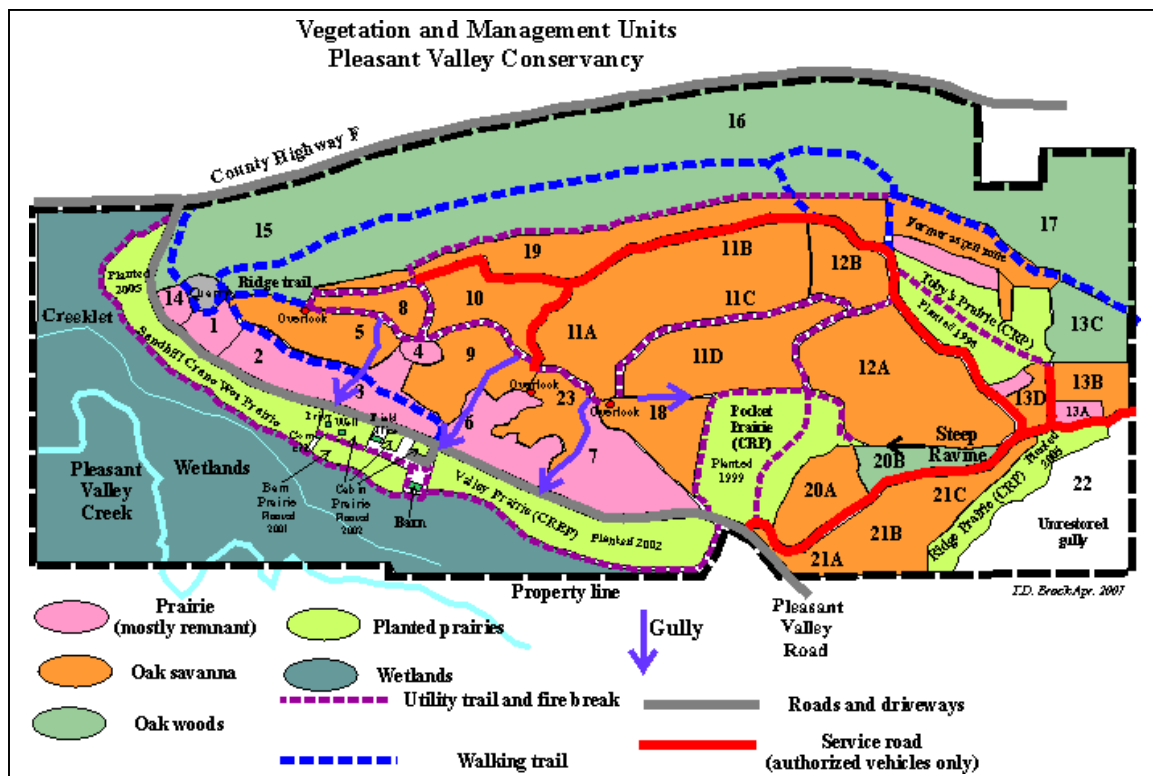 Vegetation and Management Units
Pleasant Valley Conservancy
County Highway F
16
15
17
19
11B
12B
Former aspen zone
Planted
2005
Ridge trail
Toby's Prairie (CRP)
Planted 1998
14
1
Overlook
8
10
11C
Creeklet
5
11A
13C
2
4
9
11D
12A
3
Overlook
23
Overlook
18
13B
13D
13A
Sandhill Crane Wet Prairie
6
Pocket
Prairie
(CRP)
Planted
1999
7
Steep
Ravine
20B
20A
21C
22
Pleasant
Valley
Creek
Wetlands
Barn
Prairie
Planted
2001
Cabin
Prairie
Planted
2002
Barn
Valley Prairie (CREP)
Planted 2002
Ridge Prairie (CRP)
Planted
2005
Unrestored
gully
21B
21A
T.D. Brock Apr. 2007
Property line
Pleasant
Valley
Road
Prairie
(mostly remnant)
Planted prairies
Gully
Oak savanna
Wetlands
Utility trail and fire break
Roads and driveways
Oak woods
Walking trail
Service road
(authorized vehicles only)